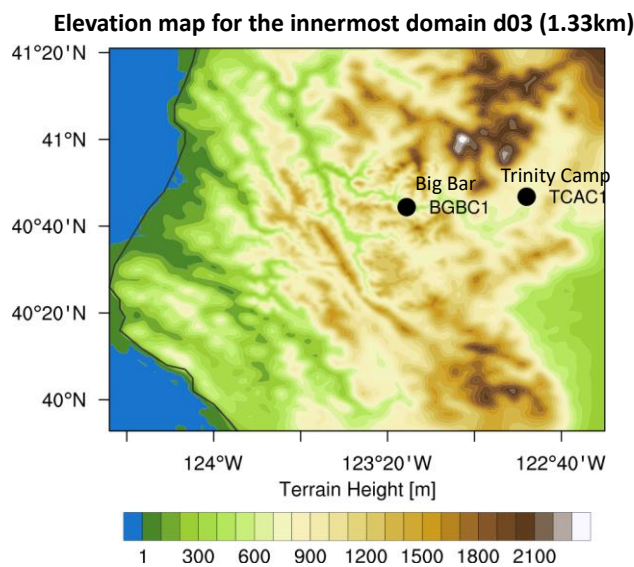 Elevation map for the innermost domain d03 (1.33km)
41°20'N
41°N
Big Bar
Trinity Camp
BGBC1
TCAC1
40°40'N
40°20'N
40°N
124°W 123°20'W 122°40'W
Terrain Height [m]
1 300 600 900 1200 1500 1800 2100